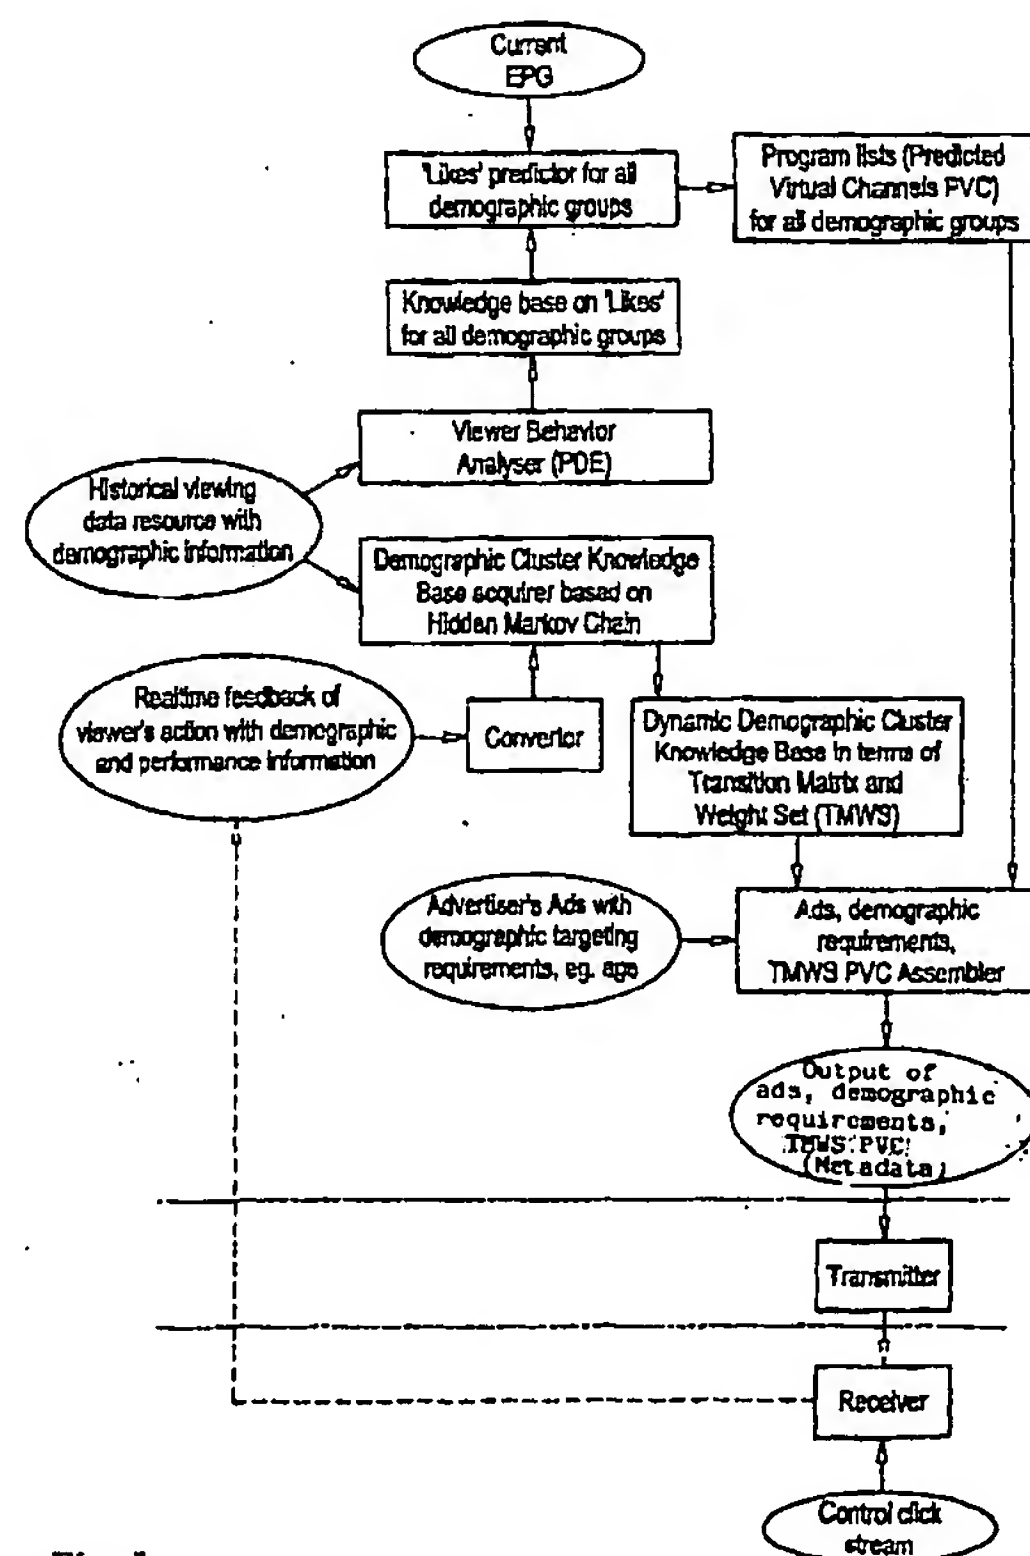 Current
EPG
'Likes' predictor for all
demographic groups
Program lists (Predicted
Virtual Channels PVC)
for all demographic groups
Knowledge base on 'Likes'
for all demographic groups
Viewer Behavior
Analyser (PDE)
Historical viewing
data resource with
demographic information
Demographic Cluster Knowledge
Base acquirer based on
Hidden Markov Chain
Realtime feedback of
viewer's action with demographic
and performance information
Convertor
Dynamic Demographic Cluster
Knowledge Base in terms of
Transition Matrix and
Weight Set (TMWS)
Advertiser's Ads with
demographic targeting
requirements, eg. age
Ads, demographic
requirements,
TMWS PVC Assembler
Output of
ads, demographic
requirements,
TMWS PVC
(Metadata)
Transmitter
Receiver
Control click
stream